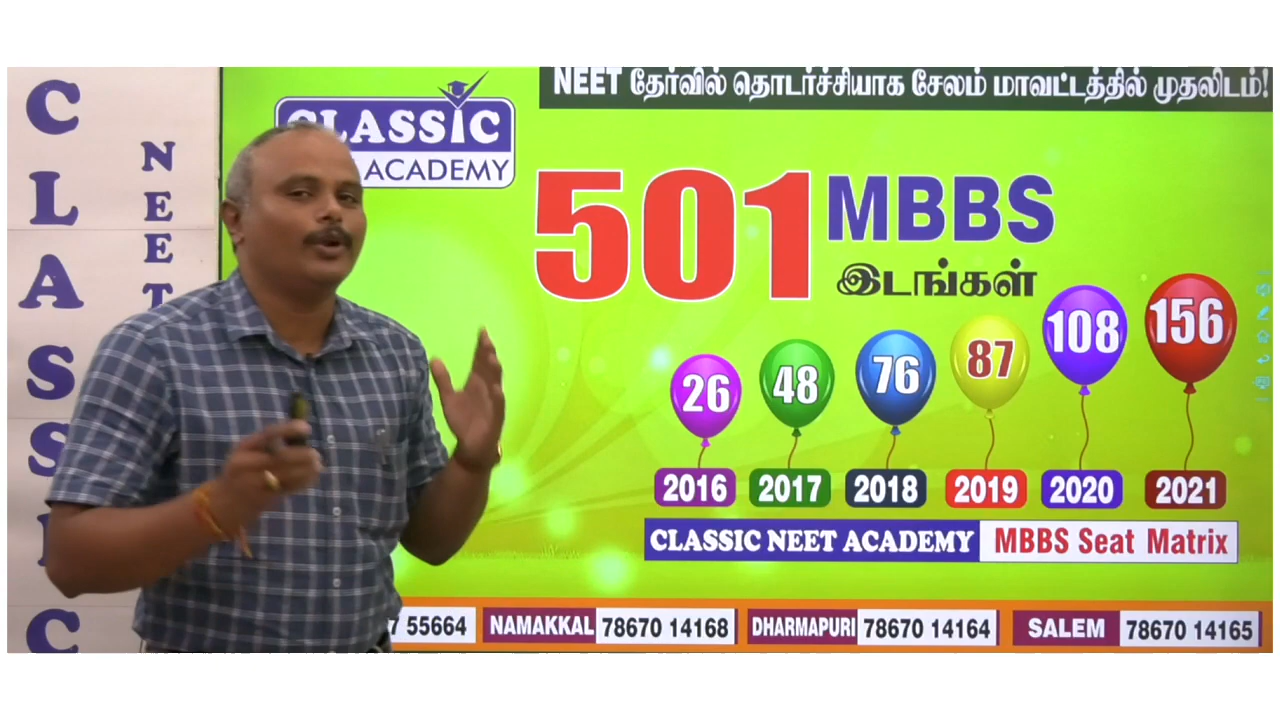 CLASSIC
NEET
NEET தேர்வில் தொடர்ச்சியாக சேலம் மாவட்டத்தில் முதலிடம்!
CLASSIC
ACADEMY
501 MBBS
இடங்கள்
26 48 76 87 108 156
2016 2017 2018 2019 2020 2021
CLASSIC NEET ACADEMY MBBS Seat Matrix
55664 NAMAKKAL 78670 14168 DHARMAPURI 78670 14164 SALEM 78670 14165